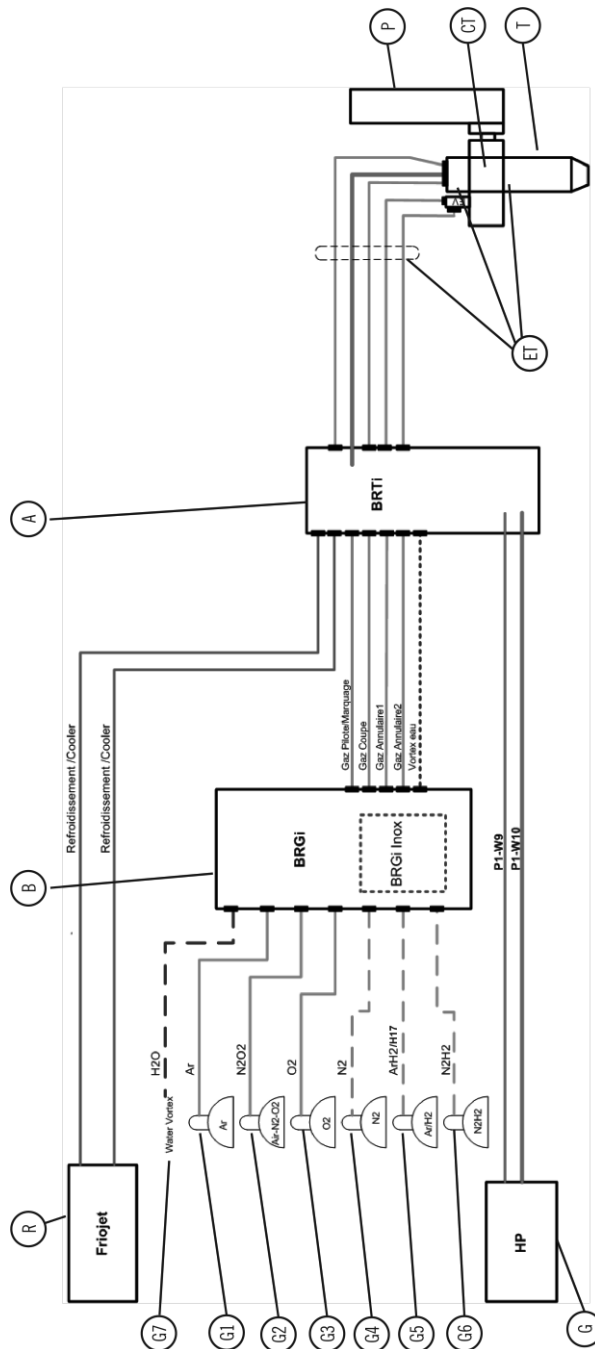 P
CT
T
ET
A
BRTi
Refroidissement /Cooler
Refroidissement /Cooler
Gaz Pilote/Marquage
Gaz Coupe
Gaz Annulaire1
Gaz Annulaire2
Vortex eau
B
BRGi
BRGi Inox
P1-W9
P1-W10
H2O
Ar
N2O2
O2
N2
ArH2/H17
N2H2
Water Vortex
Ar
Air-N2-O2
O2
N2
Ar/H2
N2H2
R
Friojet
HP
G7
G1
G2
G3
G4
G5
G6
G